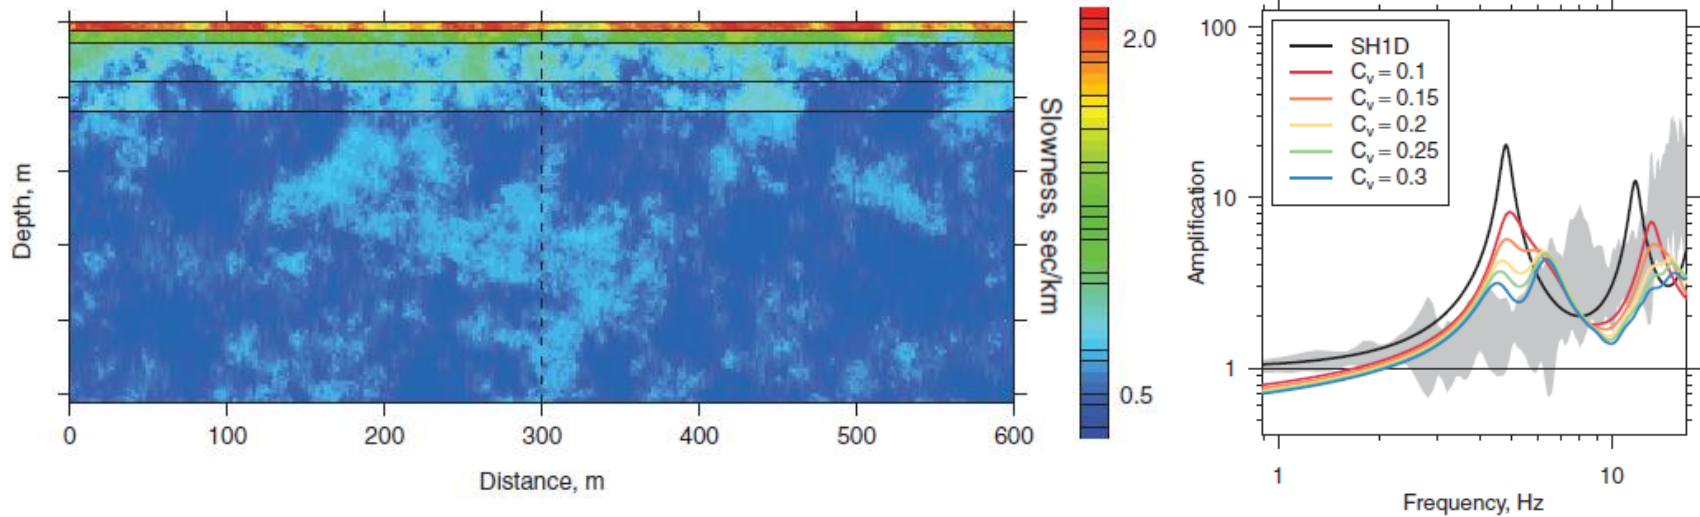 Depth, m
0
100
200
300
400
500
600
Distance, m
2.0
0.5
Slowness, sec/km
100
10
1
Amplification
SH1D
Cv = 0.1
Cv = 0.15
Cv = 0.2
Cv = 0.25
Cv = 0.3
1
10
Frequency, Hz